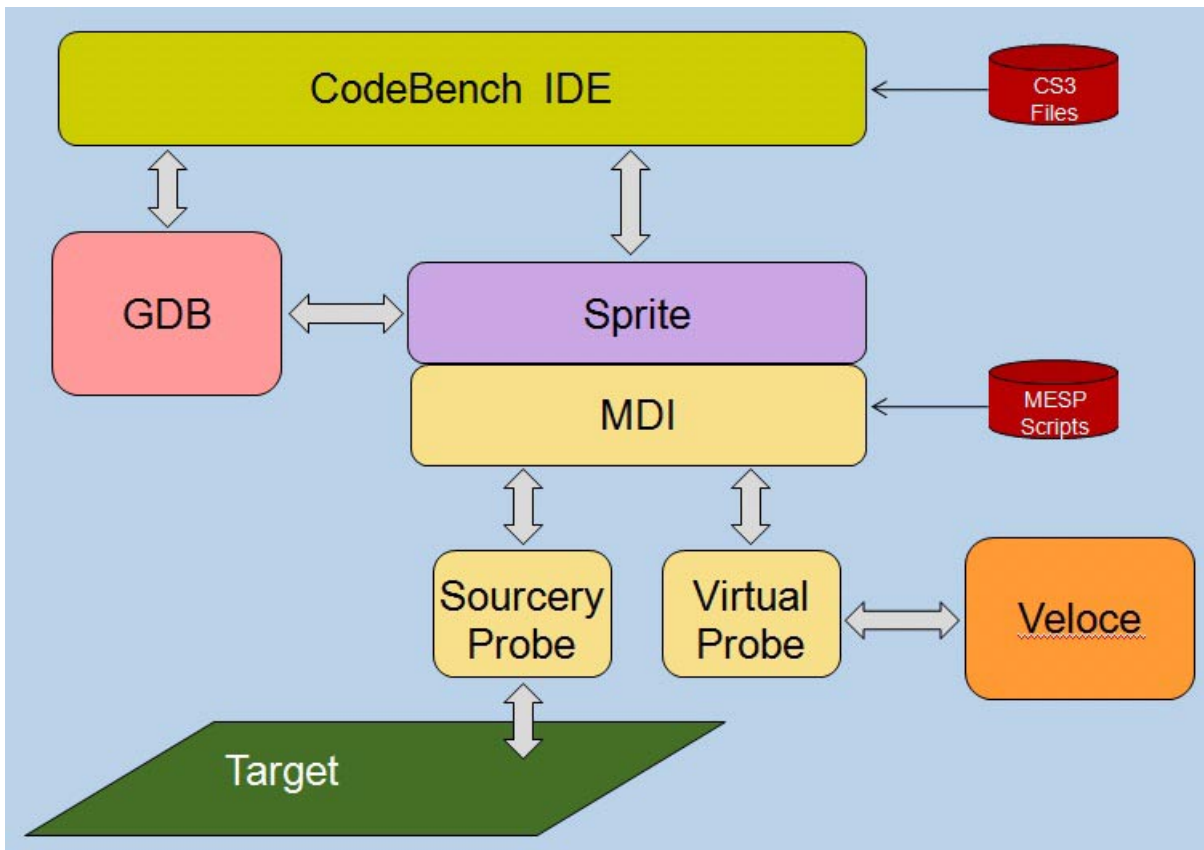 CodeBench IDE
CS3
Files
GDB
Sprite
MDI
MESP
Scripts
Sourcery
Probe
Virtual
Probe
Veloce
Target